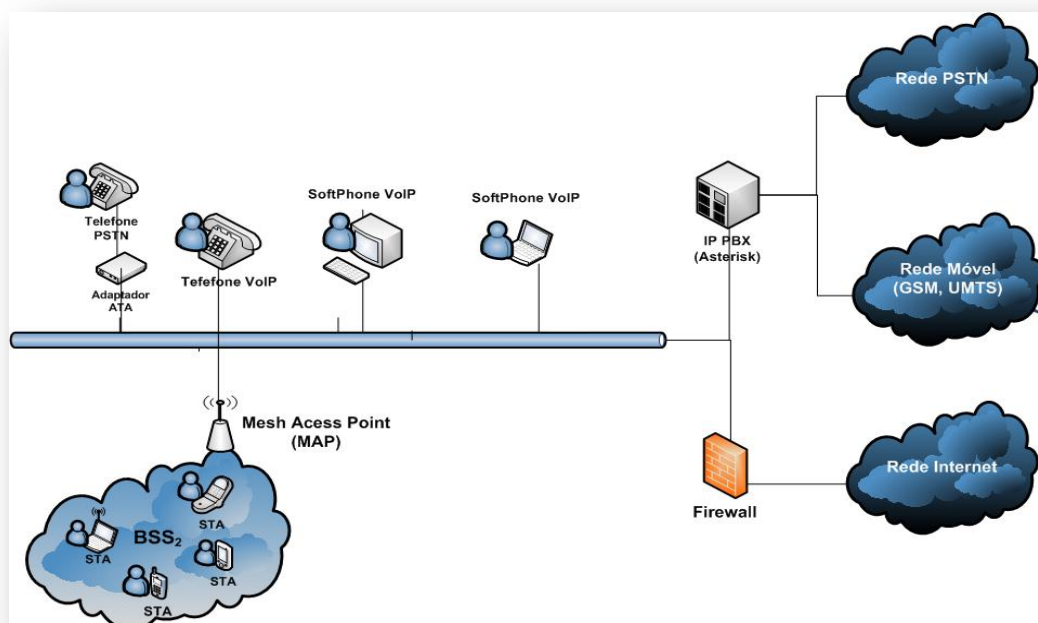 Rede PSTN
SoftPhone VoIP
SoftPhone VoIP
Telefone
PSTN
IP PBX
(Asterisk)
Tefefone VoIP
Adaptador
ATA
Rede Móvel
(GSM, UMTS)
Mesh Acess Point
(MAP)
Rede Internet
Firewall
STA
BSS₂
STA
STA
STA